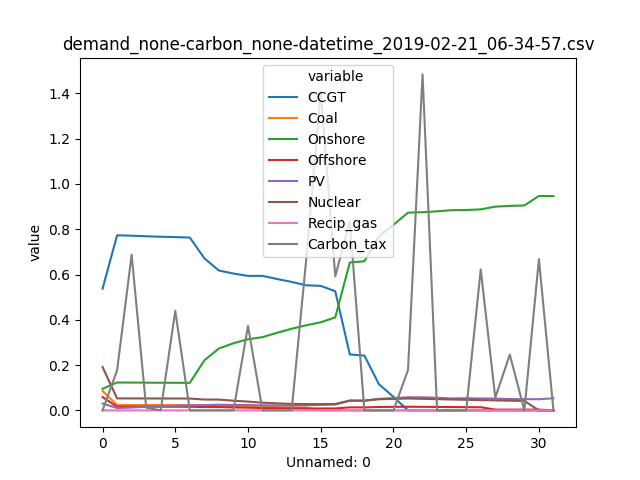 demand_none-carbon_none-datetime_2019-02-21_06-34-57.csv
variable
CCGT
Coal
Onshore
Offshore
PV
Nuclear
Recip_gas
Carbon_tax
value
1.4
1.2
1.0
0.8
0.6
0.4
0.2
0.0
0 5 10 15 20 25 30
Unnamed: 0